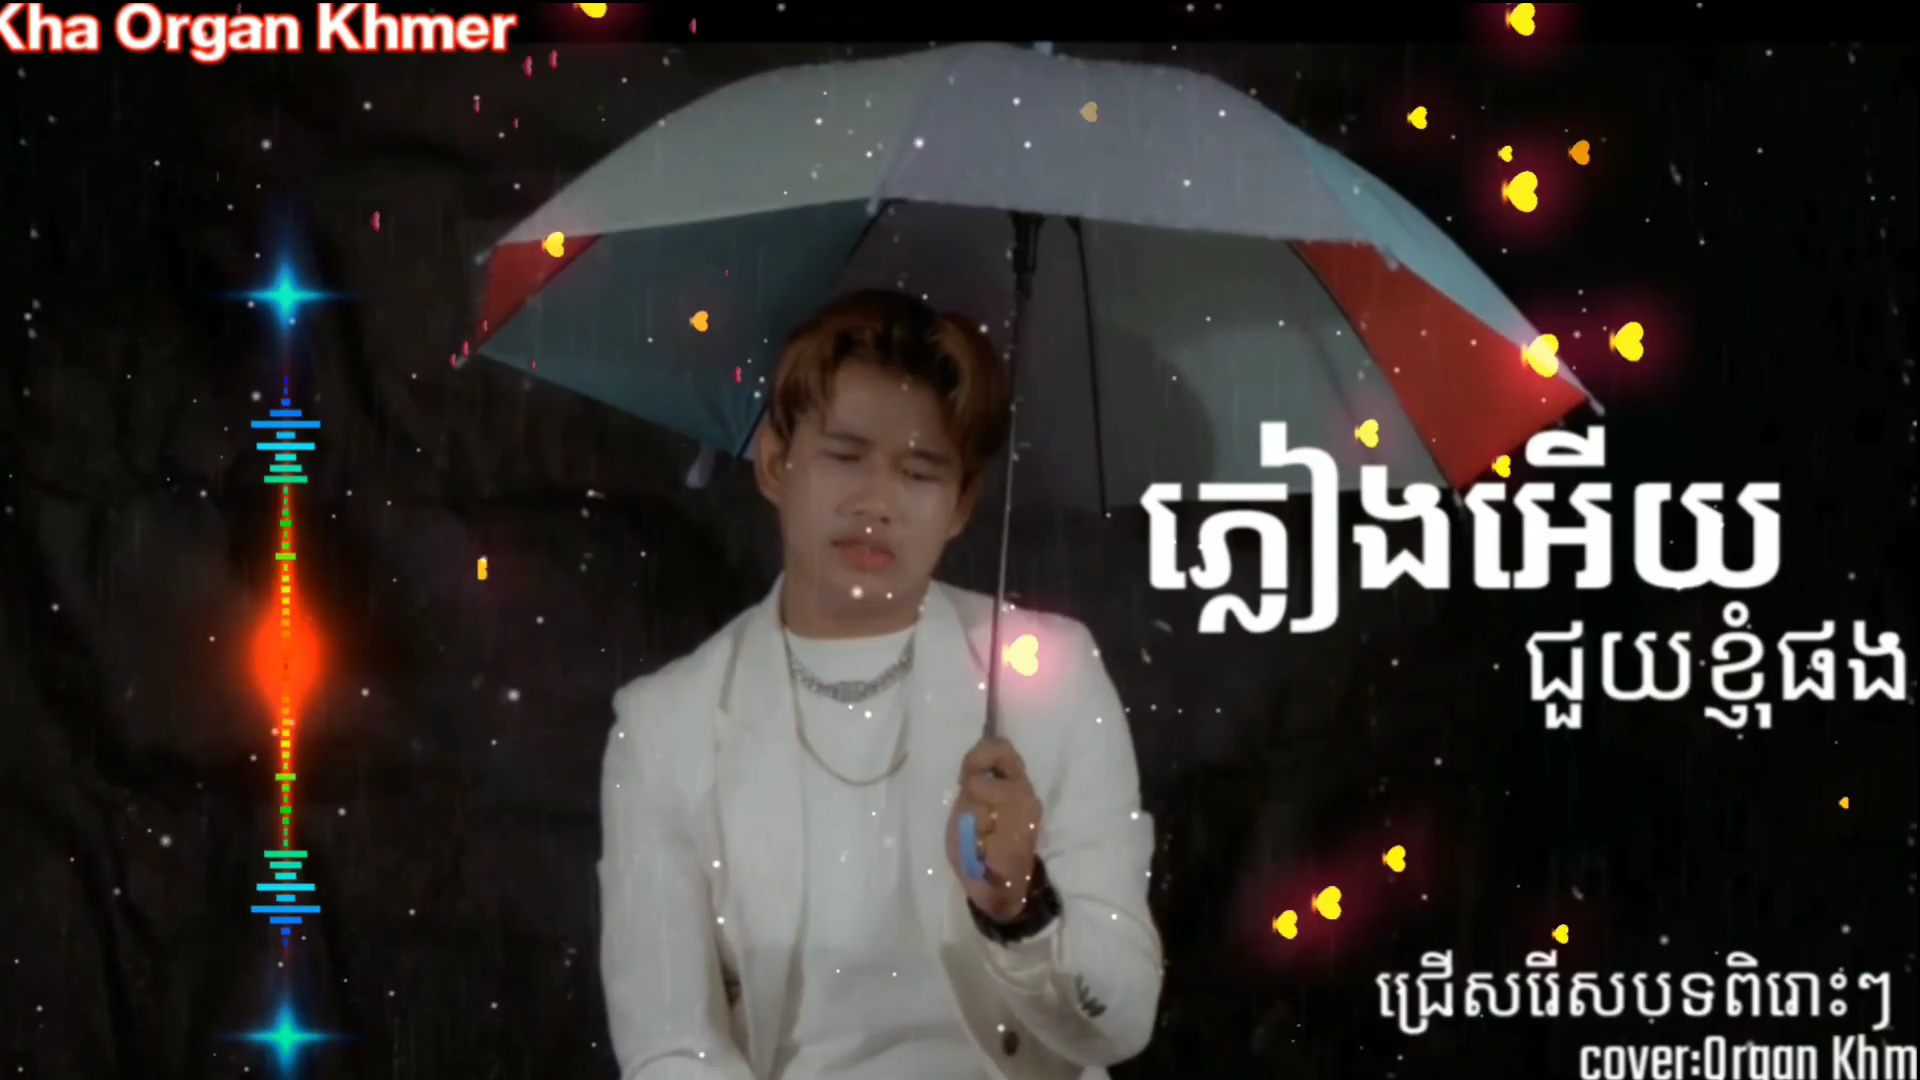 Kha Organ Khmer
ភ្លៀងអើយ
ជួយខ្ញុំផង
ជ្រើសរើសបទពិរោះៗ
cover:Organ Khm